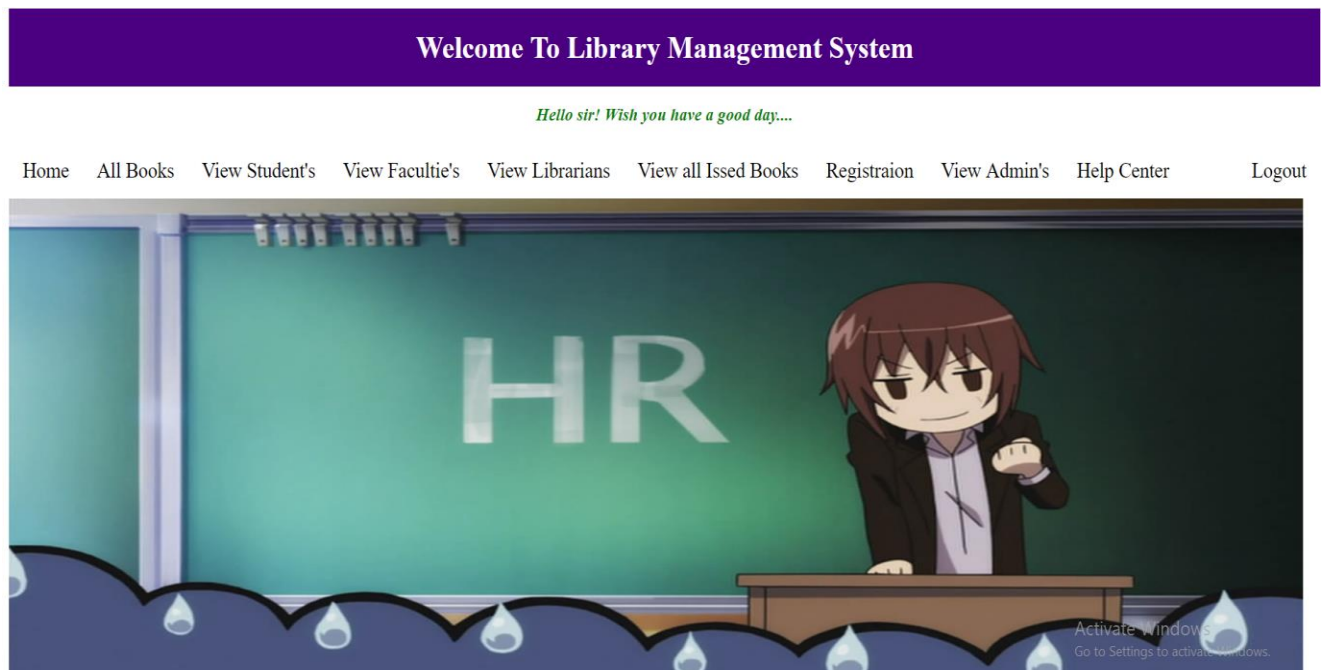 Welcome To Library Management System
Hello sir! Wish you have a good day....
Home All Books View Student's View Facultie's View Librarians View all Issed Books Registraion View Admin's Help Center Logout
HR
Activate Windows
Go to Settings to activate Windows.